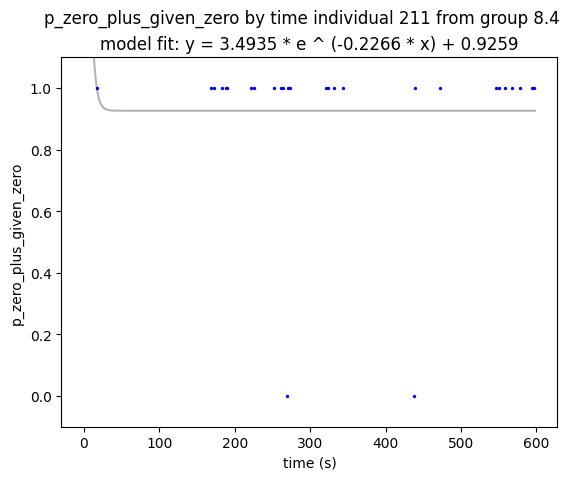 p_zero_plus_given_zero by time individual 211 from group 8.4
model fit: y = 3.4935 * e ^ (-0.2266 * x) + 0.9259
1.0
0.8
0.6
0.4
0.2
0.0
p_zero_plus_given_zero
0 100 200 300 400 500 600
time (s)